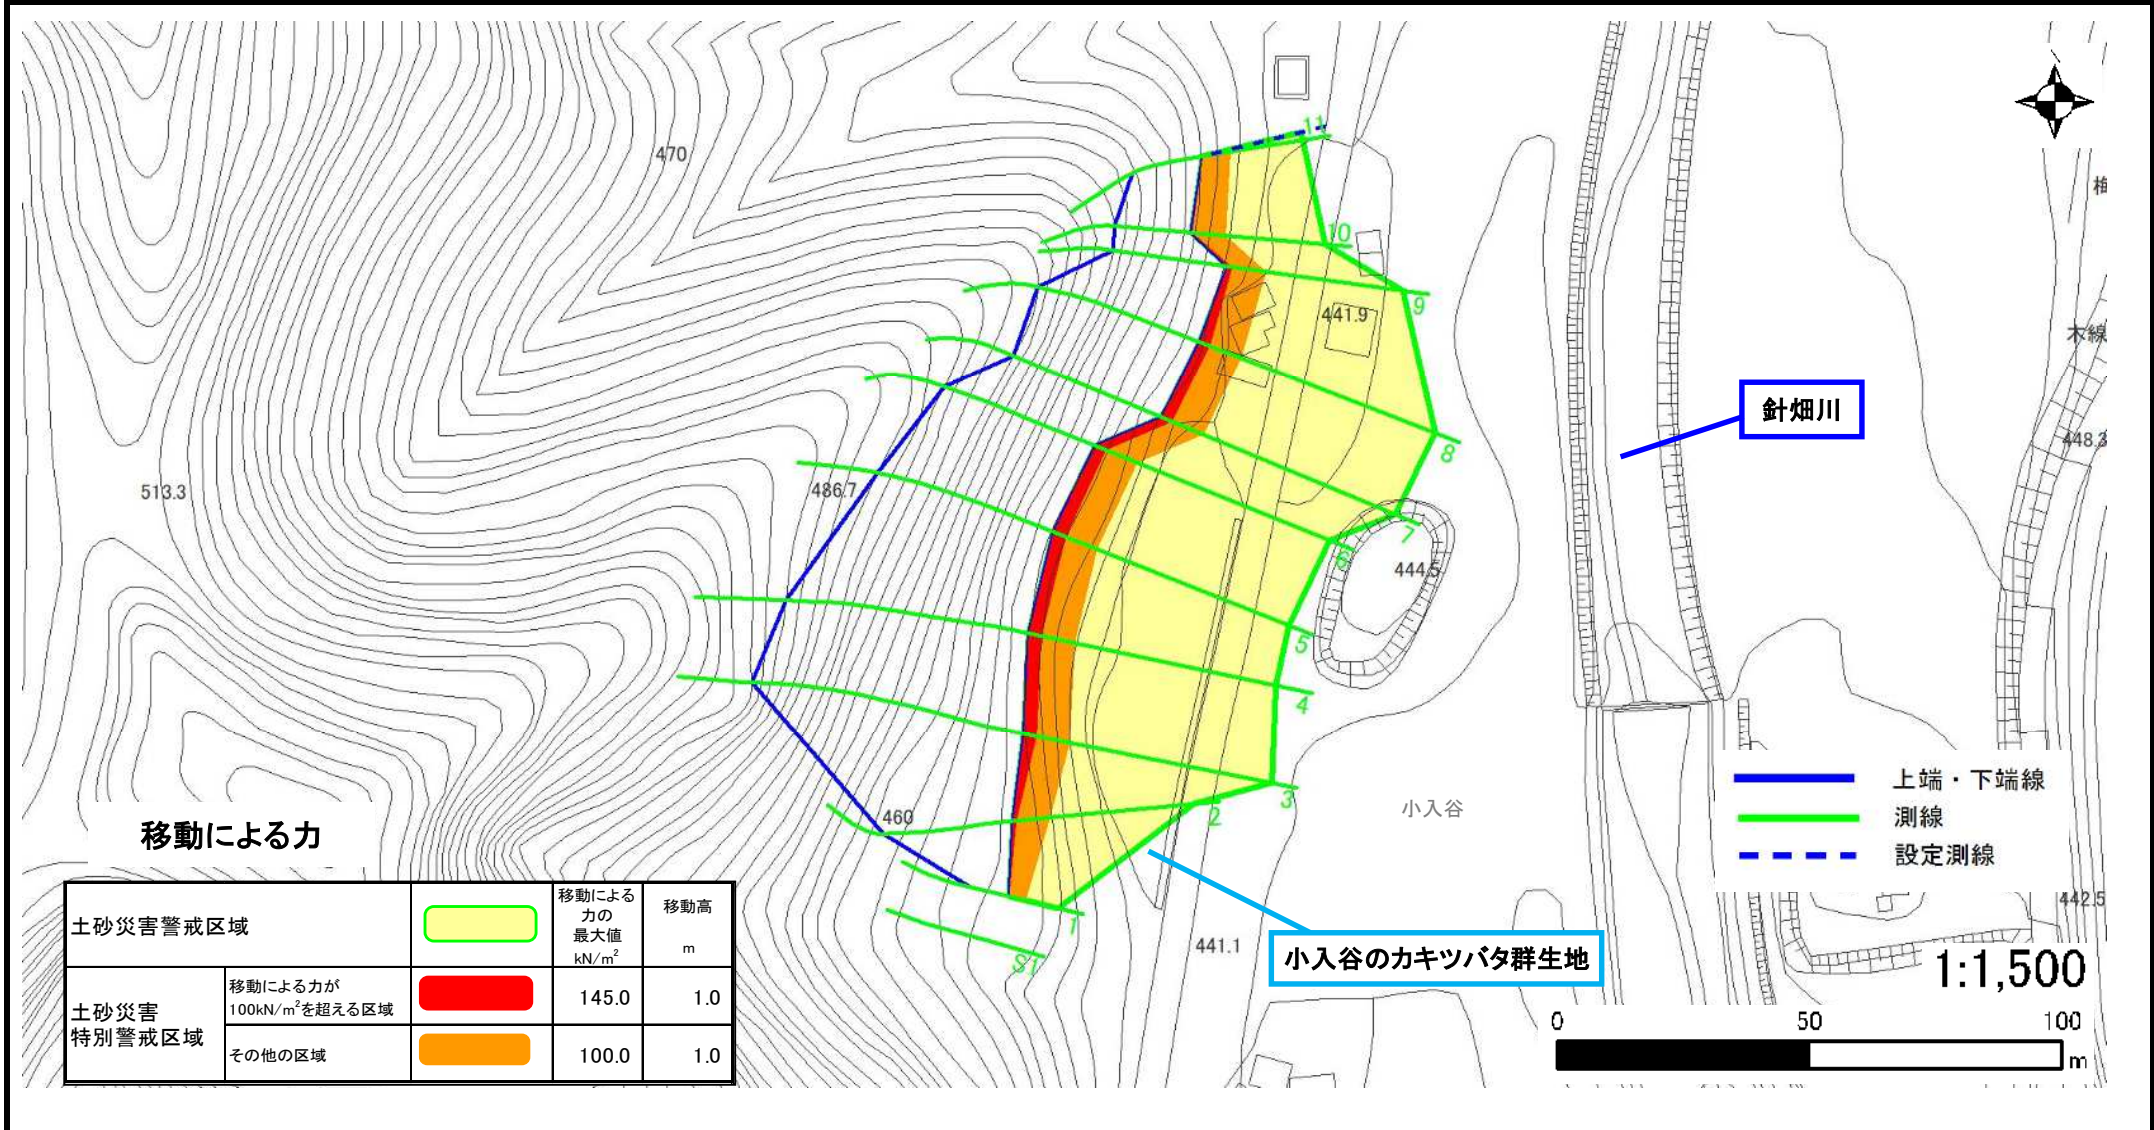 470
513.3
486.7
460
441.9
444.5
441.1
448.3
442.5
梅
木線
小入谷
11
10
9
8
7
6
5
4
3
2
1
S1
針畑川
小入谷のカキツバタ群生地
上端・下端線
測線
設定測線
1:1,500
0 50 100
m
移動による力
土砂災害警戒区域
移動による
力の
最大値
kN/m²
移動高
m
土砂災害
特別警戒区域
移動による力が
100kN/m²を超える区域
145.0 1.0
その他の区域
100.0 1.0